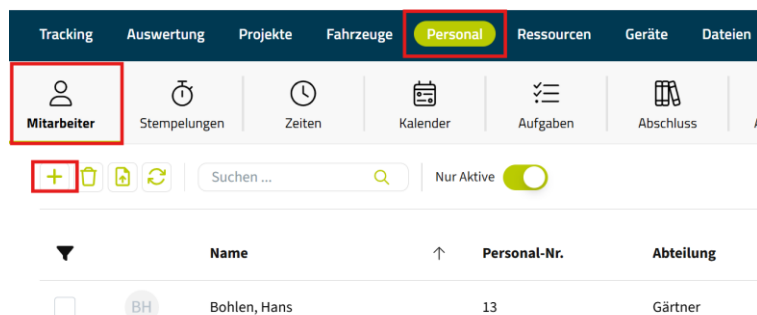 Tracking Auswertung Projekte Fahrzeuge Personal Ressourcen Geräte Dateien
Mitarbeiter Stempelungen Zeiten Kalender Aufgaben Abschluss
Suchen ... Nur Aktive
Name Personal-Nr. Abteilung
BH Bohlen, Hans 13 Gärtner